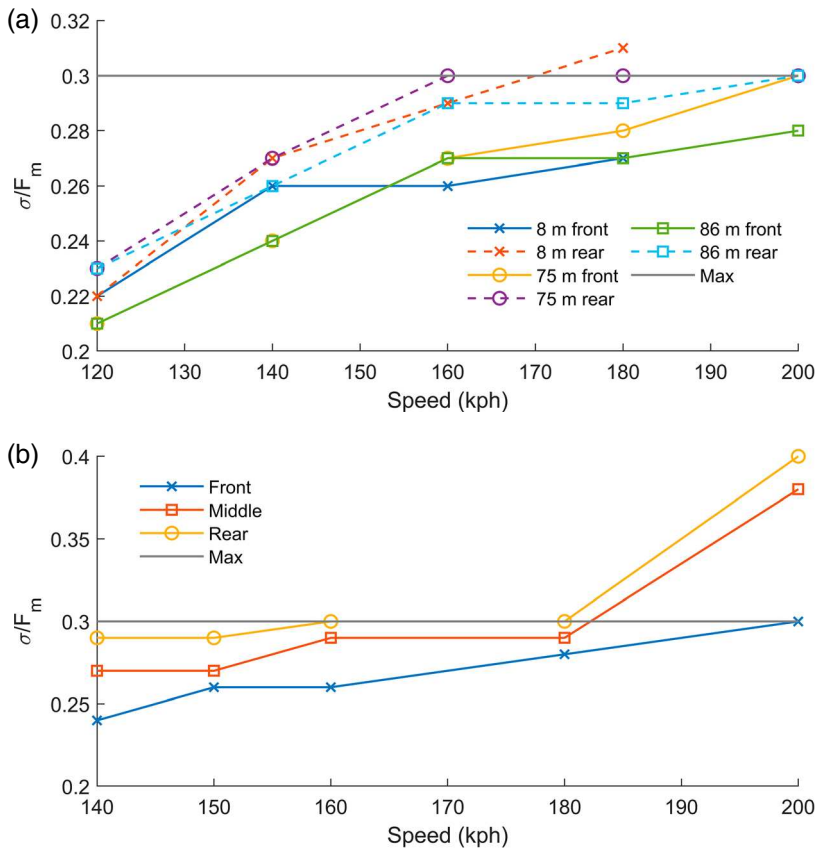 (a)
0.32
0.3
0.28
0.26
0.24
0.22
0.2
σ/Fm
120 130 140 150 160 170 180 190 200
Speed (kph)
8 m front 86 m front
8 m rear 86 m rear
75 m front Max
75 m rear
(b)
0.4
0.35
0.3
0.25
0.2
σ/Fm
Front
Middle
Rear
Max
140 150 160 170 180 190 200
Speed (kph)